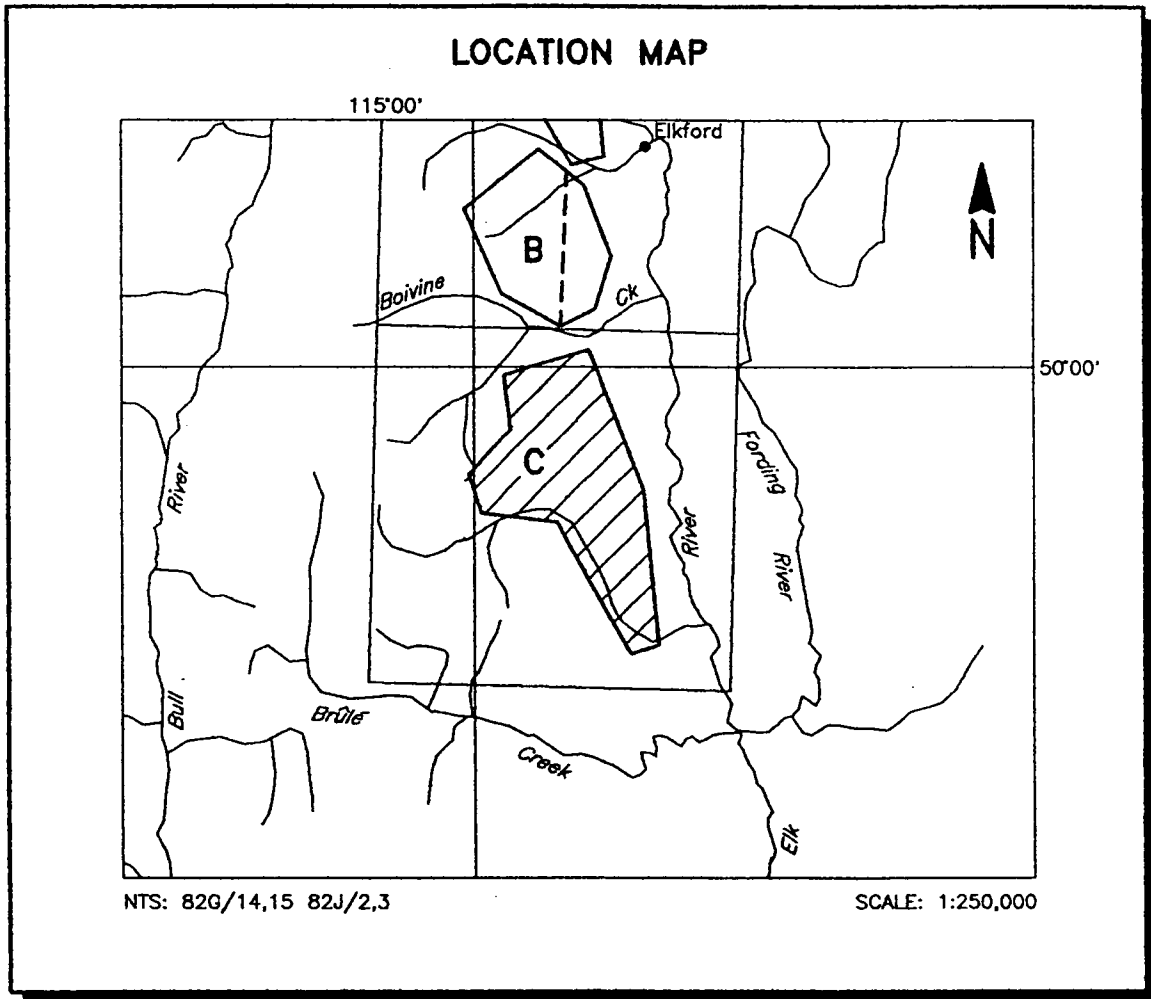 LOCATION MAP
115°00'
Elkford
N
B
Boivine
Ck
50°00'
C
Fording
River
River
River
Bull
Brûlé
Creek
Elk
NTS: 82G/14,15 82J/2,3
SCALE: 1:250,000